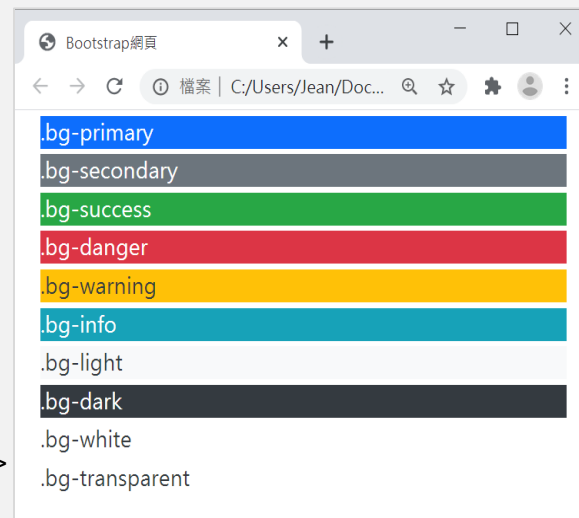 Bootstrap網頁
檔案 | C:/Users/Jean/Doc...
.bg-primary
.bg-secondary
.bg-success
.bg-danger
.bg-warning
.bg-info
.bg-light
.bg-dark
.bg-white
>
.bg-transparent